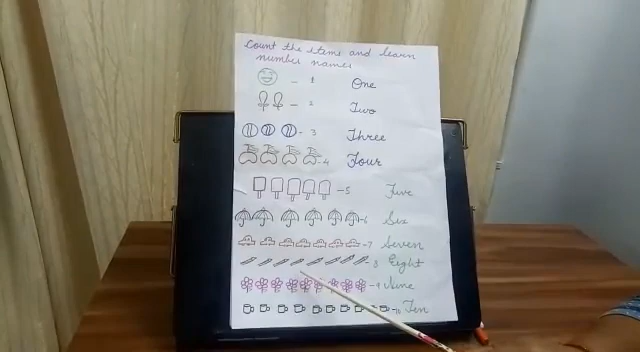 Count the items and learn
number names
- 1 One
- 2 Two
- 3 Three
- 4 Four
- 5 Five
- 6 Six
- 7 Seven
- 8 Eight
- 9 Nine
- 10 Ten